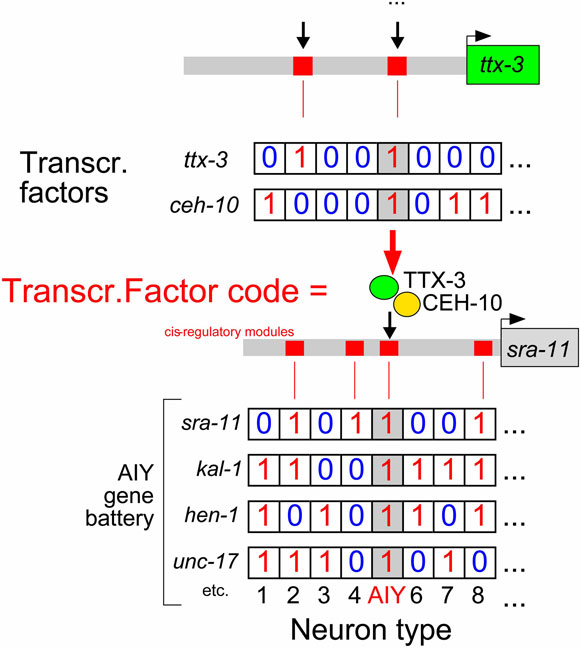 ...
ttx-3
Transcr.
factors
ttx-3 0 1 0 0 1 0 0 0 ...
ceh-10 1 0 0 0 1 0 1 1 ...
Transcr.Factor code =
TTX-3
CEH-10
cis-regulatory modules
sra-11
AIY
gene
battery
sra-11 0 1 0 1 1 0 0 1 ...
kal-1 1 1 0 0 1 1 1 1 ...
hen-1 1 0 1 0 1 1 0 1 ...
unc-17 1 1 1 0 1 0 1 0 ...
etc. 1 2 3 4 AIY 6 7 8 ...
Neuron type